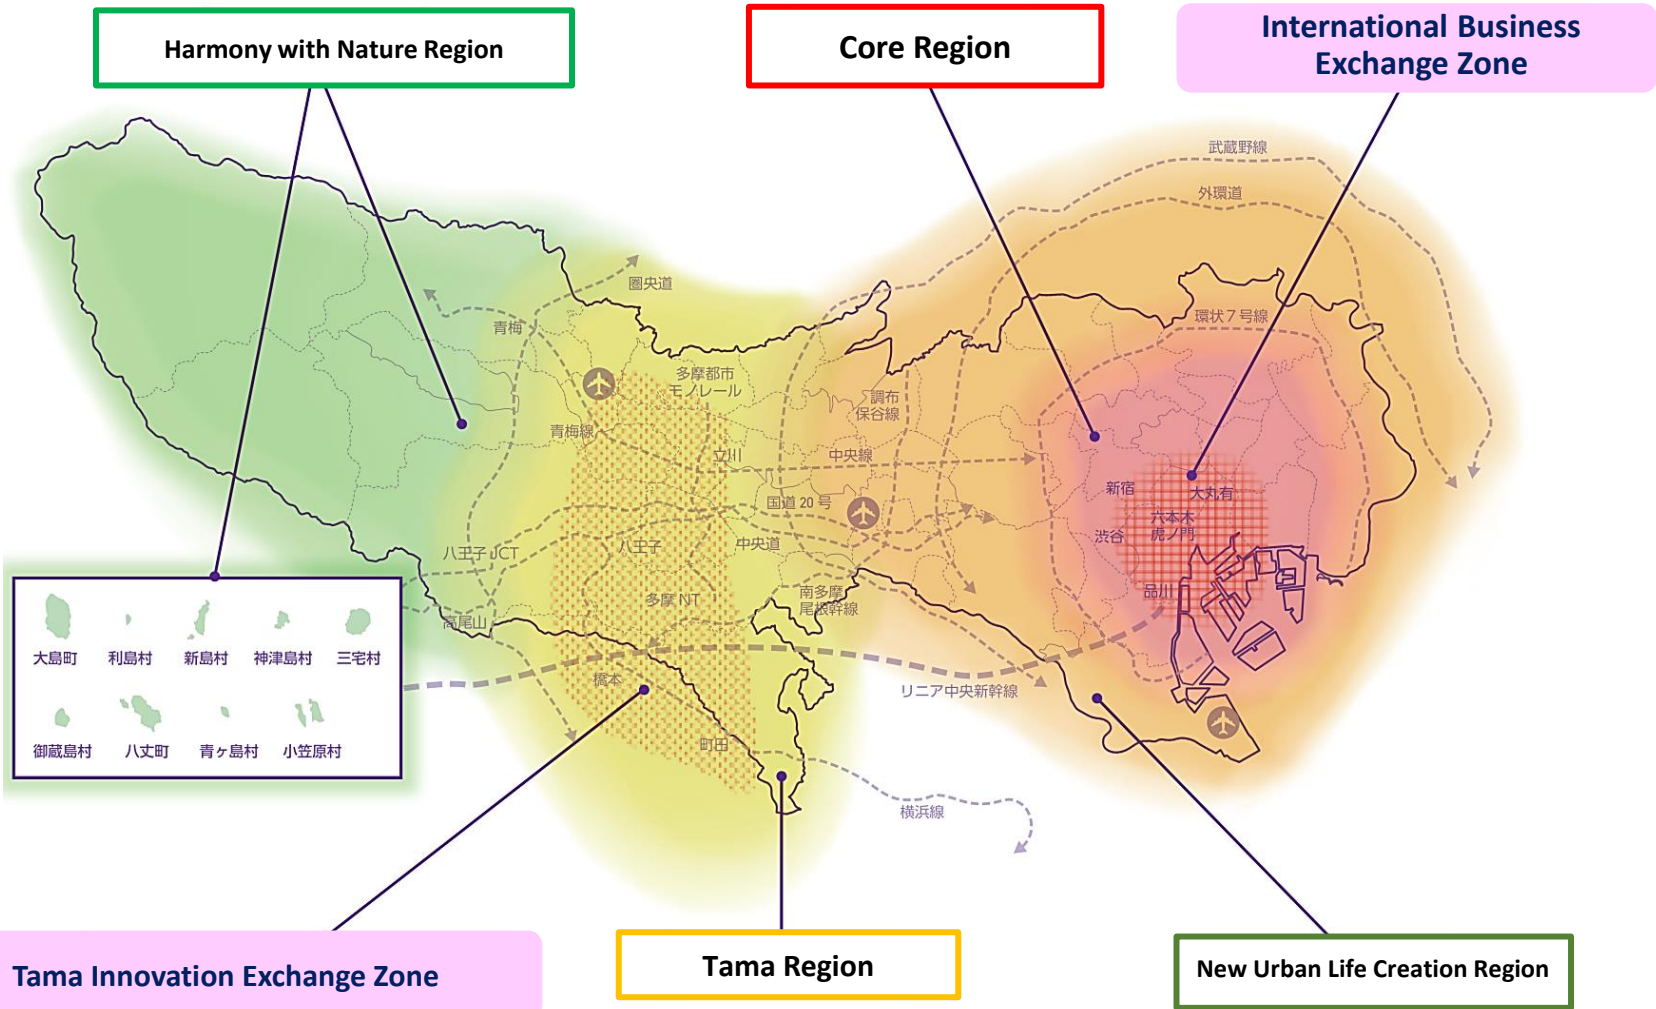 Harmony with Nature Region
Core Region
International Business
Exchange Zone
武蔵野線
外環道
圏央道
環状７号線
青梅
多摩都市
モノレール
調布
保谷線
青梅線
立川
中央線
新宿
大丸有
国道 20 号
六本木
虎ノ門
渋谷
八王子 JCT
八王子
中央道
品川
多摩 NT
南多摩
尾根幹線
高尾山
大島町
利島村
新島村
神津島村
三宅村
橋本
リニア中央新幹線
御蔵島村
八丈町
青ヶ島村
小笠原村
町田
横浜線
Tama Innovation Exchange Zone
Tama Region
New Urban Life Creation Region